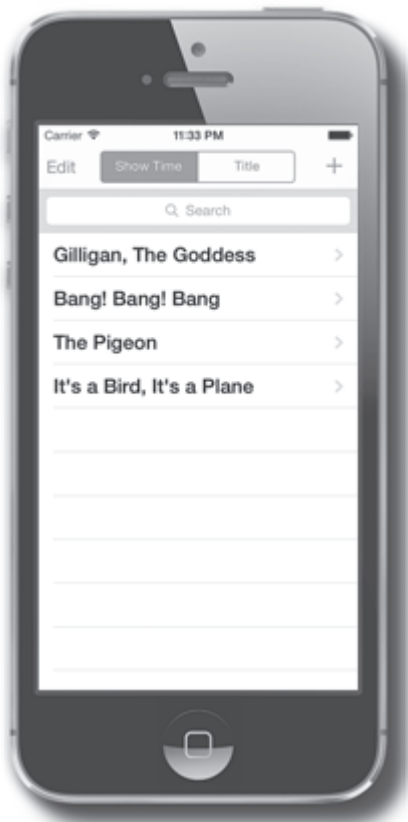 Carrier 11:33 PM
Edit Show Time Title +
Search
Gilligan, The Goddess
Bang! Bang! Bang
The Pigeon
It's a Bird, It's a Plane